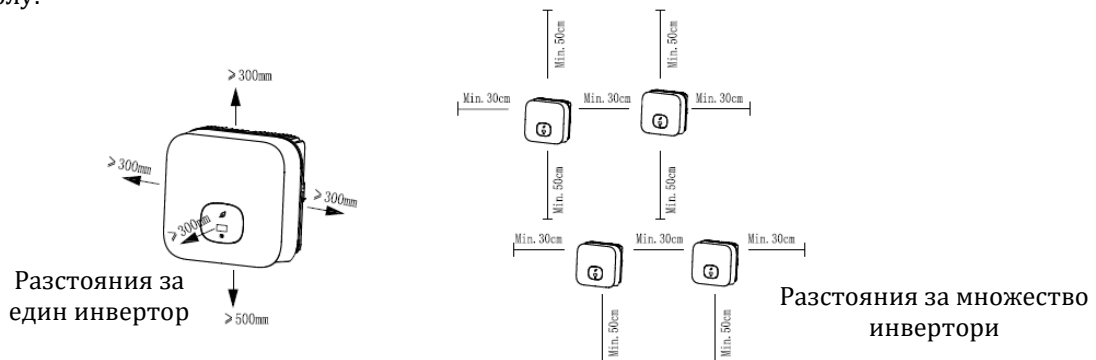 ≥300mm
≥300mm
≥300mm
≥300mm
≥500mm
Разстояния за
един инвертор
Min. 50cm
Min. 50cm
Min. 30cm
Min. 30cm
Min. 30cm
Min. 50cm
Min. 50cm
Min. 30cm
Min. 30cm
Min. 30cm
Min. 50cm
Min. 50cm
Разстояния за множество
инвертори